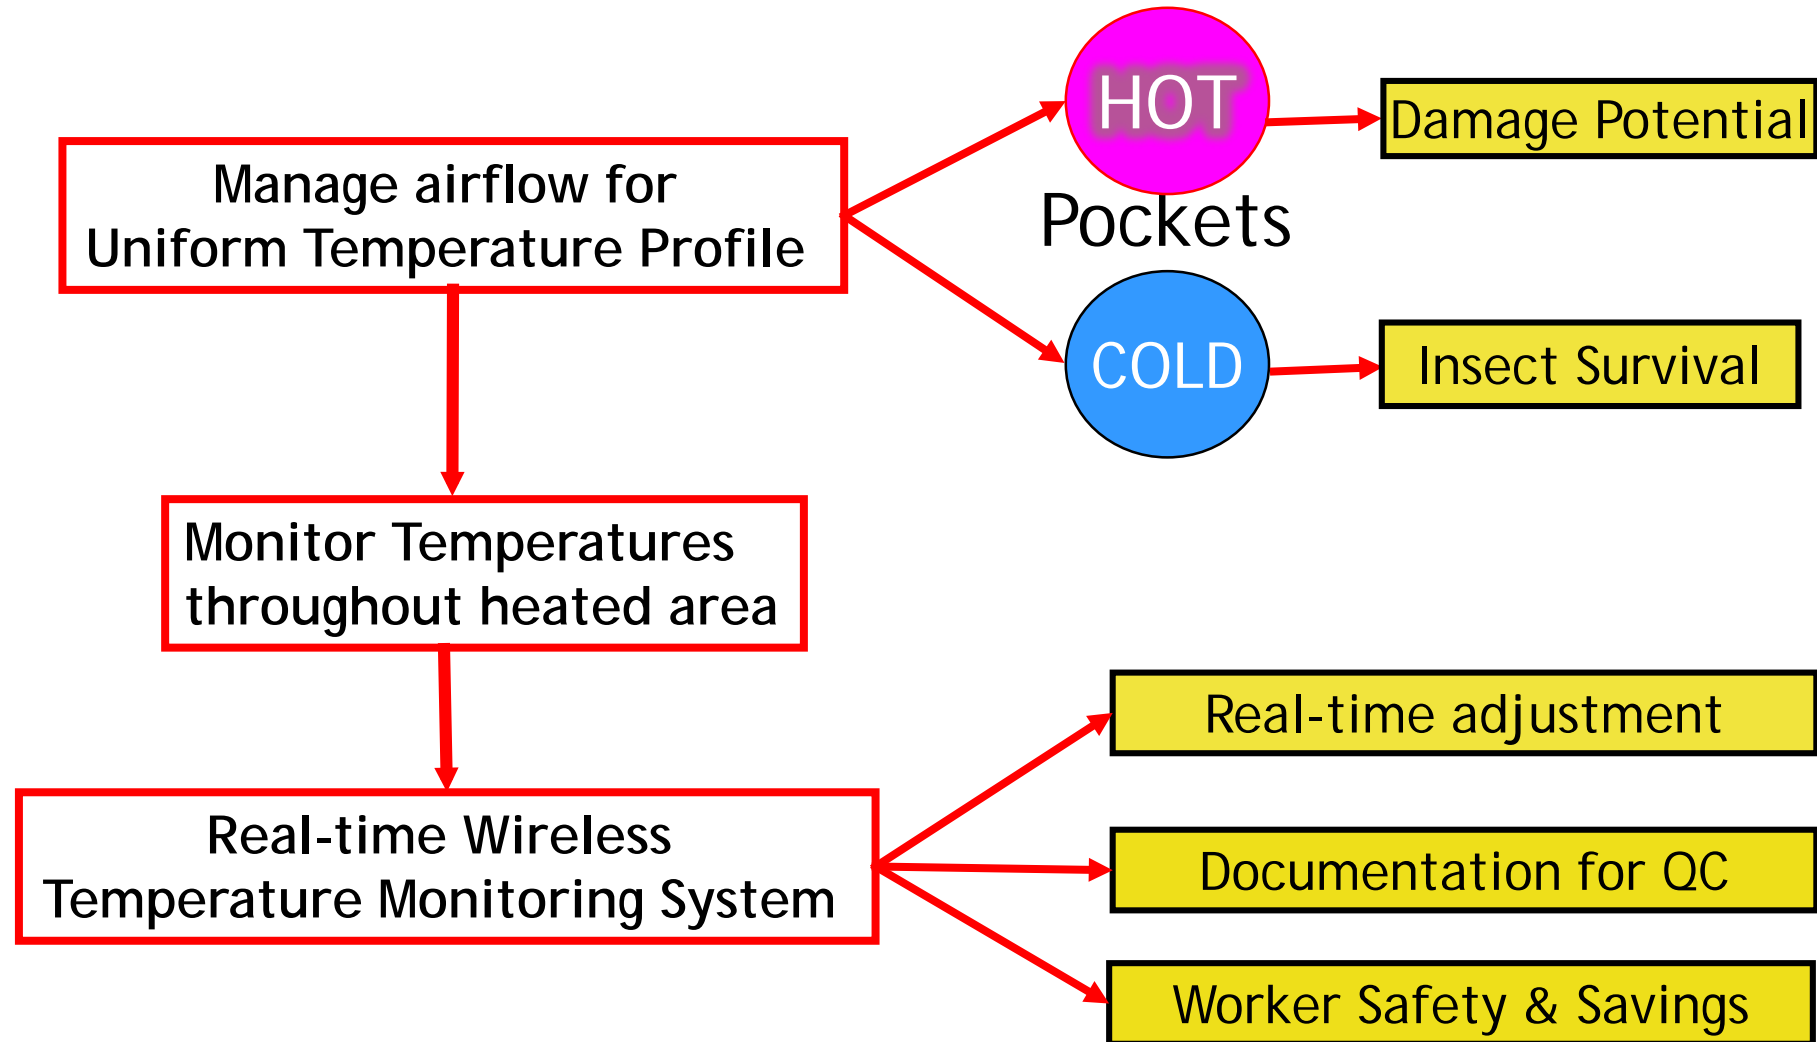 Manage airflow for
Uniform Temperature Profile
HOT
Pockets
COLD
Damage Potential
Insect Survival
Monitor Temperatures
throughout heated area
Real-time Wireless
Temperature Monitoring System
Real-time adjustment
Documentation for QC
Worker Safety & Savings